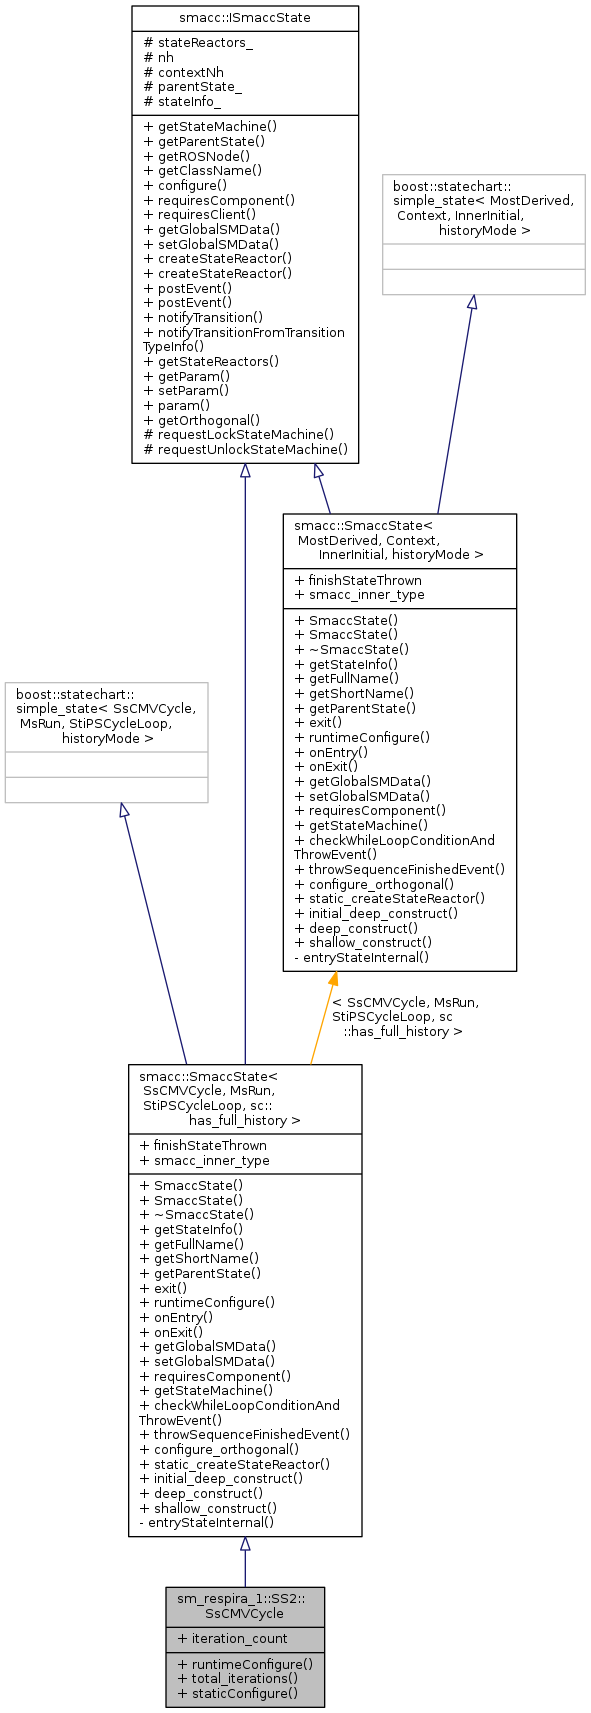 smacc::ISmaccState
# stateReactors_
# nh
# contextNh
# parentState_
# stateInfo_
+ getStateMachine()
+ getParentState()
+ getROSNode()
+ getClassName()
+ configure()
+ requiresComponent()
+ requiresClient()
+ getGlobalSMData()
+ setGlobalSMData()
+ createStateReactor()
+ createStateReactor()
+ postEvent()
+ postEvent()
+ notifyTransition()
+ notifyTransitionFromTransition
TypeInfo()
+ getStateReactors()
+ getParam()
+ setParam()
+ param()
+ getOrthogonal()
# requestLockStateMachine()
# requestUnlockStateMachine()
boost::statechart::
simple_state< MostDerived,
Context, InnerInitial,
historyMode >
smacc::SmaccState<
MostDerived, Context,
InnerInitial, historyMode >
+ finishStateThrown
+ smacc_inner_type
+ SmaccState()
+ SmaccState()
+ ~SmaccState()
+ getStateInfo()
+ getFullName()
+ getShortName()
+ getParentState()
+ exit()
+ runtimeConfigure()
+ onEntry()
+ onExit()
+ getGlobalSMData()
+ setGlobalSMData()
+ requiresComponent()
+ getStateMachine()
+ checkWhileLoopConditionAnd
ThrowEvent()
+ throwSequenceFinishedEvent()
+ configure_orthogonal()
+ static_createStateReactor()
+ initial_deep_construct()
+ deep_construct()
+ shallow_construct()
- entryStateInternal()
boost::statechart::
simple_state< SsCMVCycle,
MsRun, StiPSCycleLoop,
historyMode >
< SsCMVCycle, MsRun,
StiPSCycleLoop, sc
::has_full_history >
smacc::SmaccState<
SsCMVCycle, MsRun,
StiPSCycleLoop, sc::
has_full_history >
+ finishStateThrown
+ smacc_inner_type
+ SmaccState()
+ SmaccState()
+ ~SmaccState()
+ getStateInfo()
+ getFullName()
+ getShortName()
+ getParentState()
+ exit()
+ runtimeConfigure()
+ onEntry()
+ onExit()
+ getGlobalSMData()
+ setGlobalSMData()
+ requiresComponent()
+ getStateMachine()
+ checkWhileLoopConditionAnd
ThrowEvent()
+ throwSequenceFinishedEvent()
+ configure_orthogonal()
+ static_createStateReactor()
+ initial_deep_construct()
+ deep_construct()
+ shallow_construct()
- entryStateInternal()
sm_respira_1::SS2::
SsCMVCycle
+ iteration_count
+ runtimeConfigure()
+ total_iterations()
+ staticConfigure()